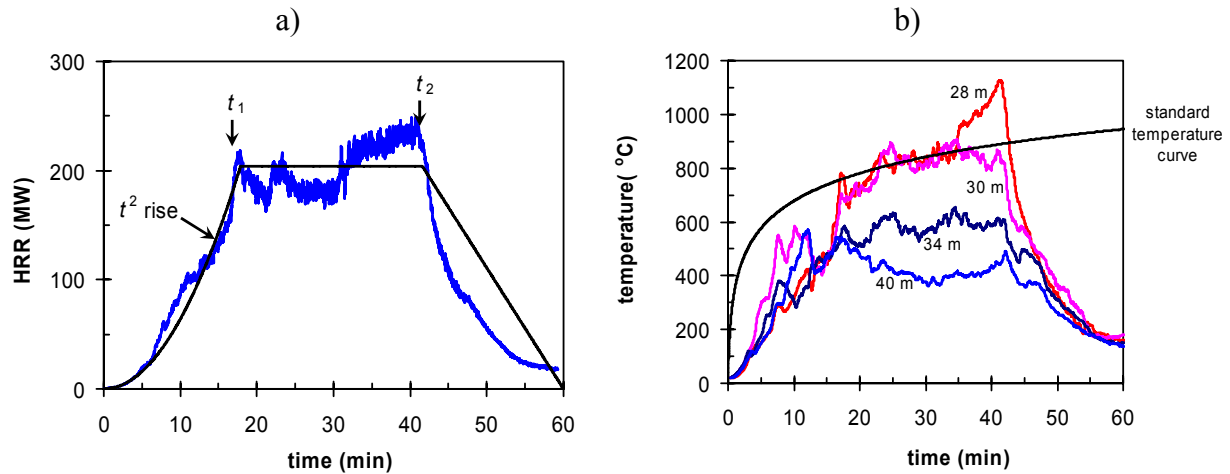 a)
300
200
100
0
HRR (MW)
t1
t2
t² rise
0 10 20 30 40 50 60
time (min)
b)
1200
1000
800
600
400
200
0
temperature( °C)
28 m
30 m
34 m
40 m
standard
temperature
curve
0 10 20 30 40 50 60
time (min)